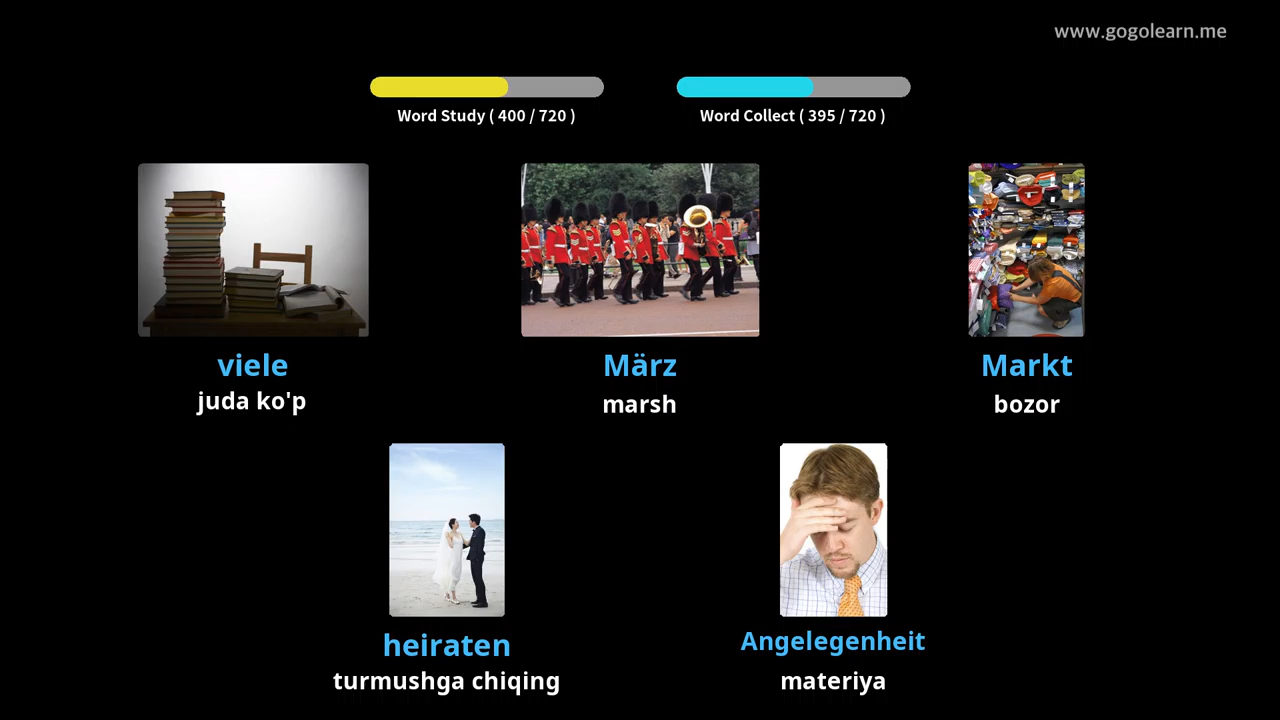 www.gogolearn.me
Word Study ( 400 / 720 )
Word Collect ( 395 / 720 )
viele
juda ko'p
März
marsh
Markt
bozor
heiraten
turmushga chiqing
Angelegenheit
materiya